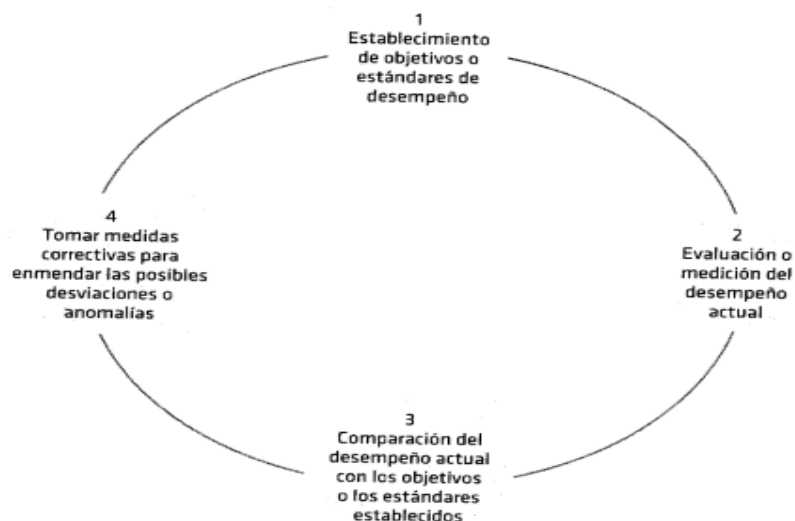 1
Establecimiento
de objetivos o
estándares de
desempeño
2
Evaluación o
medición del
desempeño
actual
3
Comparación del
desempeño actual
con los objetivos
o los estándares
establecidos
4
Tomar medidas
correctivas para
enmendar las posibles
desviaciones o
anomalías